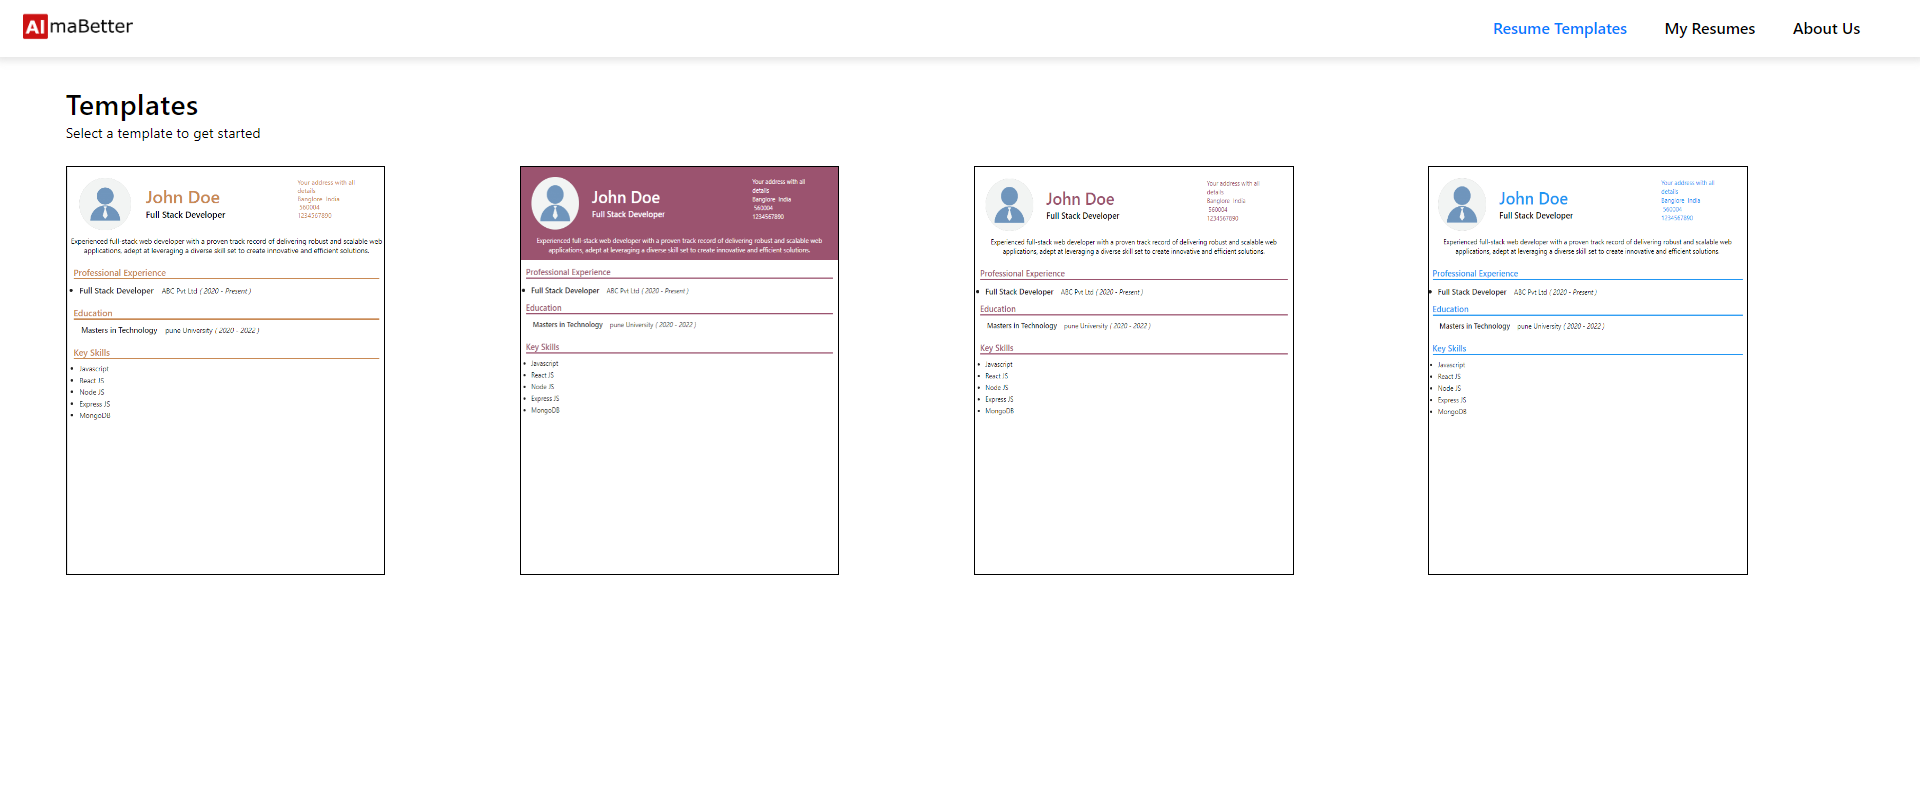 AlmaBetter
Resume Templates
My Resumes
About Us
Templates
Select a template to get started
John Doe
Full Stack Developer
Your address with all
details
Banglore India
560004
1234567890
Experienced full-stack web developer with a proven track record of delivering robust and scalable web
applications, adept at leveraging a diverse skill set to create innovative and efficient solutions.
Professional Experience
• Full Stack Developer ABC Pvt Ltd ( 2020 - Present )
Education
Masters in Technology pune University ( 2020 - 2022 )
Key Skills
• Javascript
• React JS
• Node JS
• Express JS
• MongoDB
John Doe
Full Stack Developer
Your address with all
details
Banglore India
560004
1234567890
Experienced full-stack web developer with a proven track record of delivering robust and scalable web
applications, adept at leveraging a diverse skill set to create innovative and efficient solutions.
Professional Experience
• Full Stack Developer ABC Pvt Ltd ( 2020 - Present )
Education
Masters in Technology pune University ( 2020 - 2022 )
Key Skills
• Javascript
• React JS
• Node JS
• Express JS
• MongoDB
John Doe
Full Stack Developer
Your address with all
details
Banglore India
560004
1234567890
Experienced full-stack web developer with a proven track record of delivering robust and scalable web
applications, adept at leveraging a diverse skill set to create innovative and efficient solutions.
Professional Experience
• Full Stack Developer ABC Pvt Ltd ( 2020 - Present )
Education
Masters in Technology pune University ( 2020 - 2022 )
Key Skills
• Javascript
• React JS
• Node JS
• Express JS
• MongoDB
John Doe
Full Stack Developer
Your address with all
details
Banglore India
560004
1234567890
Experienced full-stack web developer with a proven track record of delivering robust and scalable web
applications, adept at leveraging a diverse skill set to create innovative and efficient solutions.
Professional Experience
• Full Stack Developer ABC Pvt Ltd ( 2020 - Present )
Education
Masters in Technology pune University ( 2020 - 2022 )
Key Skills
• Javascript
• React JS
• Node JS
• Express JS
• MongoDB